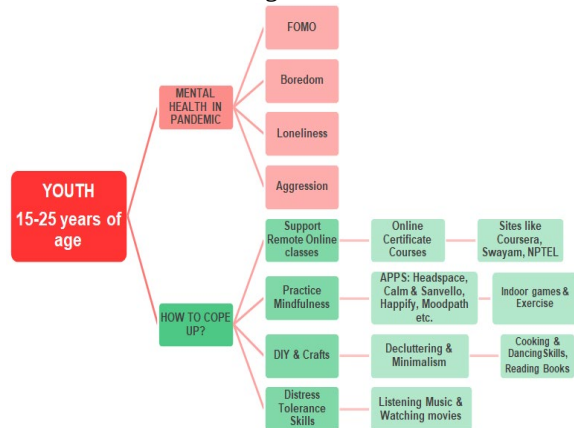 FOMO
MENTAL
HEALTH IN
PANDEMIC
Boredom
Loneliness
Aggression
YOUTH
15-25 years of
age
HOW TO COPE
UP?
Support
Remote Online
classes
Online
Certificate
Courses
Sites like
Coursera,
Swayam, NPTEL
Practice
Mindfulness
APPS: Headspace,
Calm & Sanvello,
Happify, Moodpath
etc.
Indoor games &
Exercise
DIY & Crafts
Decluttering &
Minimalism
Cooking &
DancingSkills,
Reading Books
Distress
Tolerance
Skills
Listening Music &
Watching movies